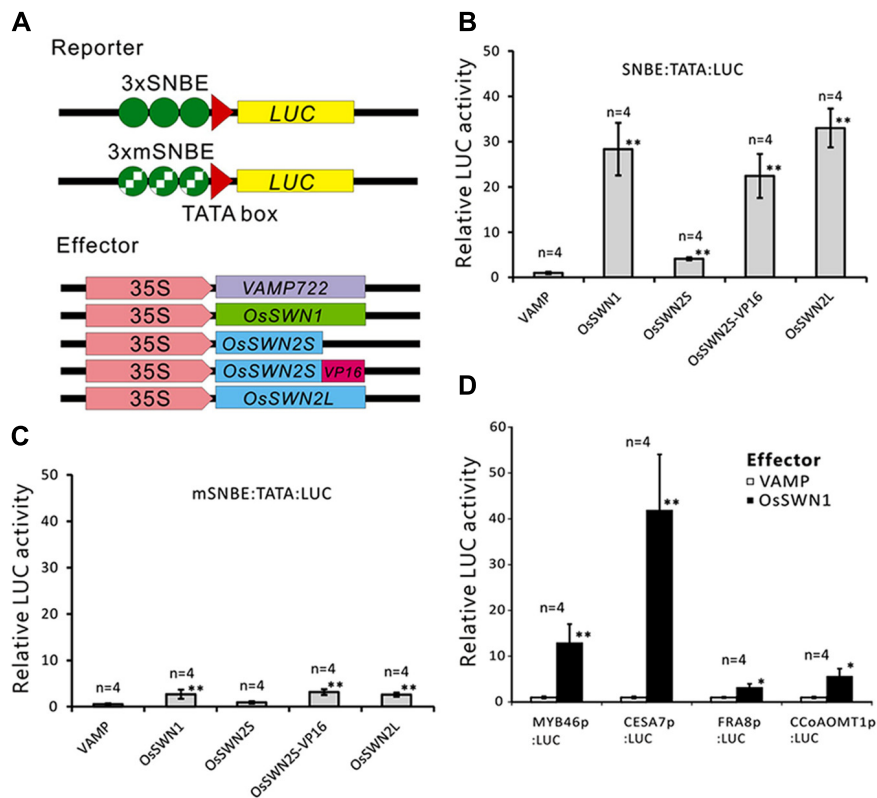 A
Reporter
3xSNBE
LUC
3xmSNBE
LUC
TATA box
Effector
35S VAMP722
35S OsSWN1
35S OsSWN2S
35S OsSWN2S VP16
35S OsSWN2L
B
Relative LUC activity
50
40
30
20
10
0
SNBE:TATA:LUC
n=4
n=4
**
n=4
**
n=4
**
n=4
**
VAMP
OsSWN1
OsSWN2S
OsSWN2S-VP16
OsSWN2L
C
Relative LUC activity
50
40
30
20
10
0
mSNBE:TATA:LUC
n=4
n=4
**
n=4
n=4
**
n=4
**
VAMP
OsSWN1
OsSWN2S
OsSWN2S-VP16
OsSWN2L
D
Relative LUC activity
60
50
40
30
20
10
0
n=4
**
n=4
**
n=4
*
n=4
*
Effector
VAMP
OsSWN1
MYB46p
:LUC
CESA7p
:LUC
FRA8p
:LUC
CCoAOMT1p
:LUC